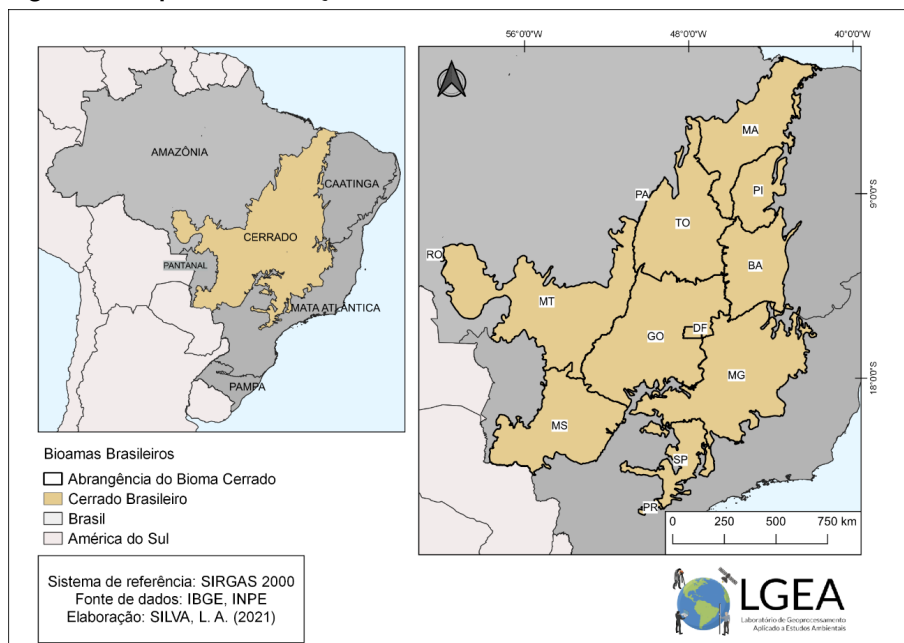 AMAZÔNIA
CAATINGA
CERRADO
PANTANAL
MATA ATLÂNTICA
PAMPA
56°0'0"W
48°0'0"W
40°0'0"W
MA
PA
PI
9°0'0"S
TO
RO
BA
MT
DF
GO
MG
18°0'0"S
MS
SP
PR
0 250 500 750 km
Bioamas Brasileiros
Abrangência do Bioma Cerrado
Cerrado Brasileiro
Brasil
América do Sul
Sistema de referência: SIRGAS 2000
Fonte de dados: IBGE, INPE
Elaboração: SILVA, L. A. (2021)
LGEA
Laboratório de Geoprocessamento
Aplicado a Estudos Ambientais